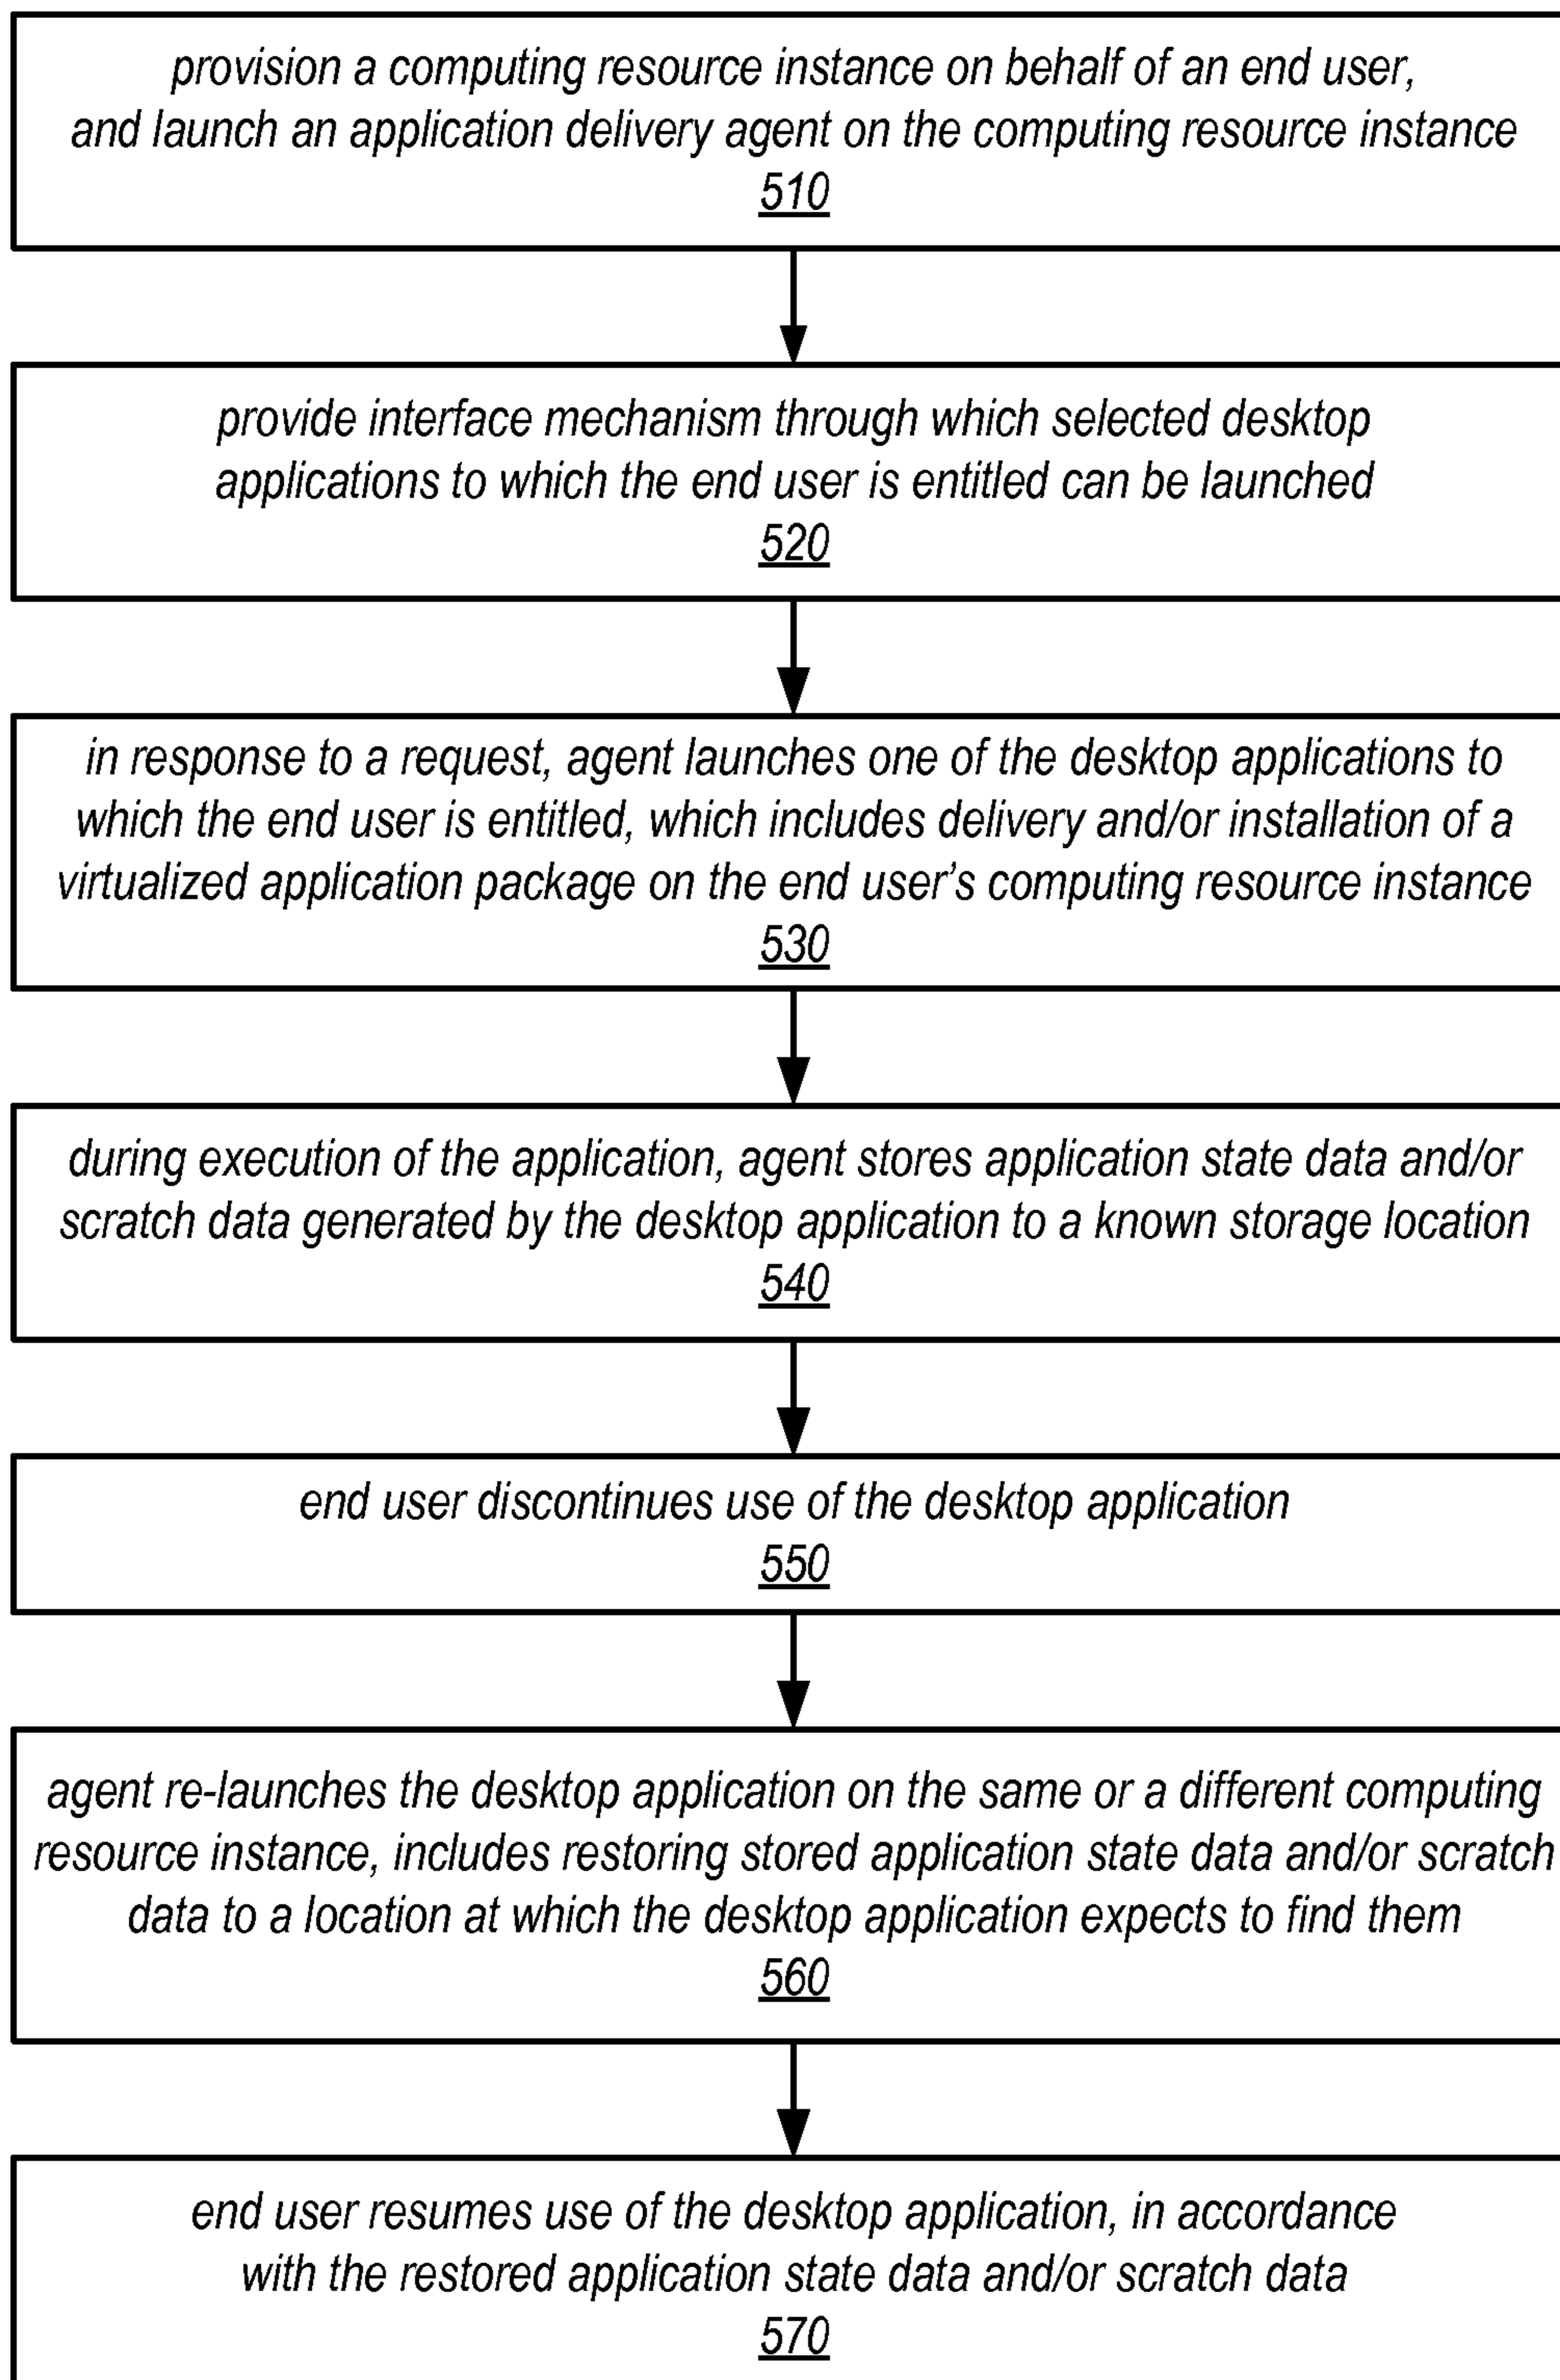 provision a computing resource instance on behalf of an end user,
and launch an application delivery agent on the computing resource instance
510
provide interface mechanism through which selected desktop
applications to which the end user is entitled can be launched
520
in response to a request, agent launches one of the desktop applications to
which the end user is entitled, which includes delivery and/or installation of a
virtualized application package on the end user’s computing resource instance
530
during execution of the application, agent stores application state data and/or
scratch data generated by the desktop application to a known storage location
540
end user discontinues use of the desktop application
550
agent re-launches the desktop application on the same or a different computing
resource instance, includes restoring stored application state data and/or scratch
data to a location at which the desktop application expects to find them
560
end user resumes use of the desktop application, in accordance
with the restored application state data and/or scratch data
570